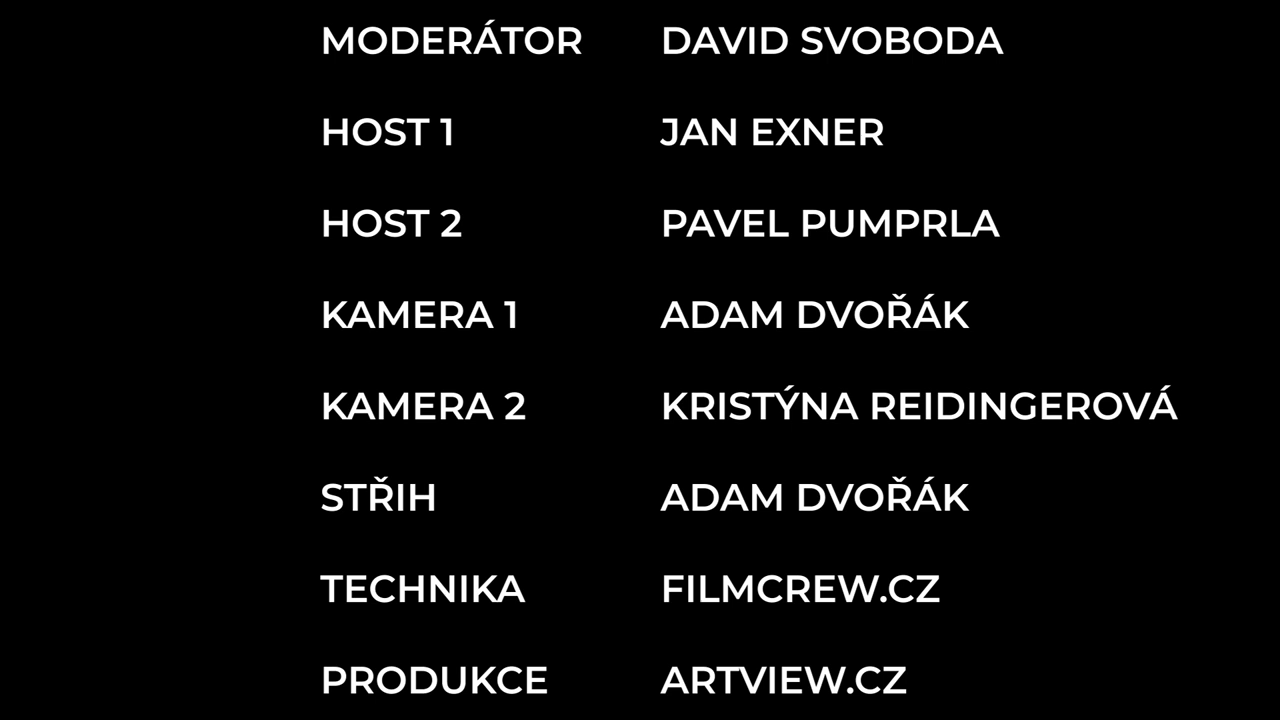 MODERÁTOR DAVID SVOBODA
HOST 1 JAN EXNER
HOST 2 PAVEL PUMPRLA
KAMERA 1 ADAM DVOŘÁK
KAMERA 2 KRISTÝNA REIDINGEROVÁ
STŘIH ADAM DVOŘÁK
TECHNIKA FILMCREW.CZ
PRODUKCE ARTVIEW.CZ